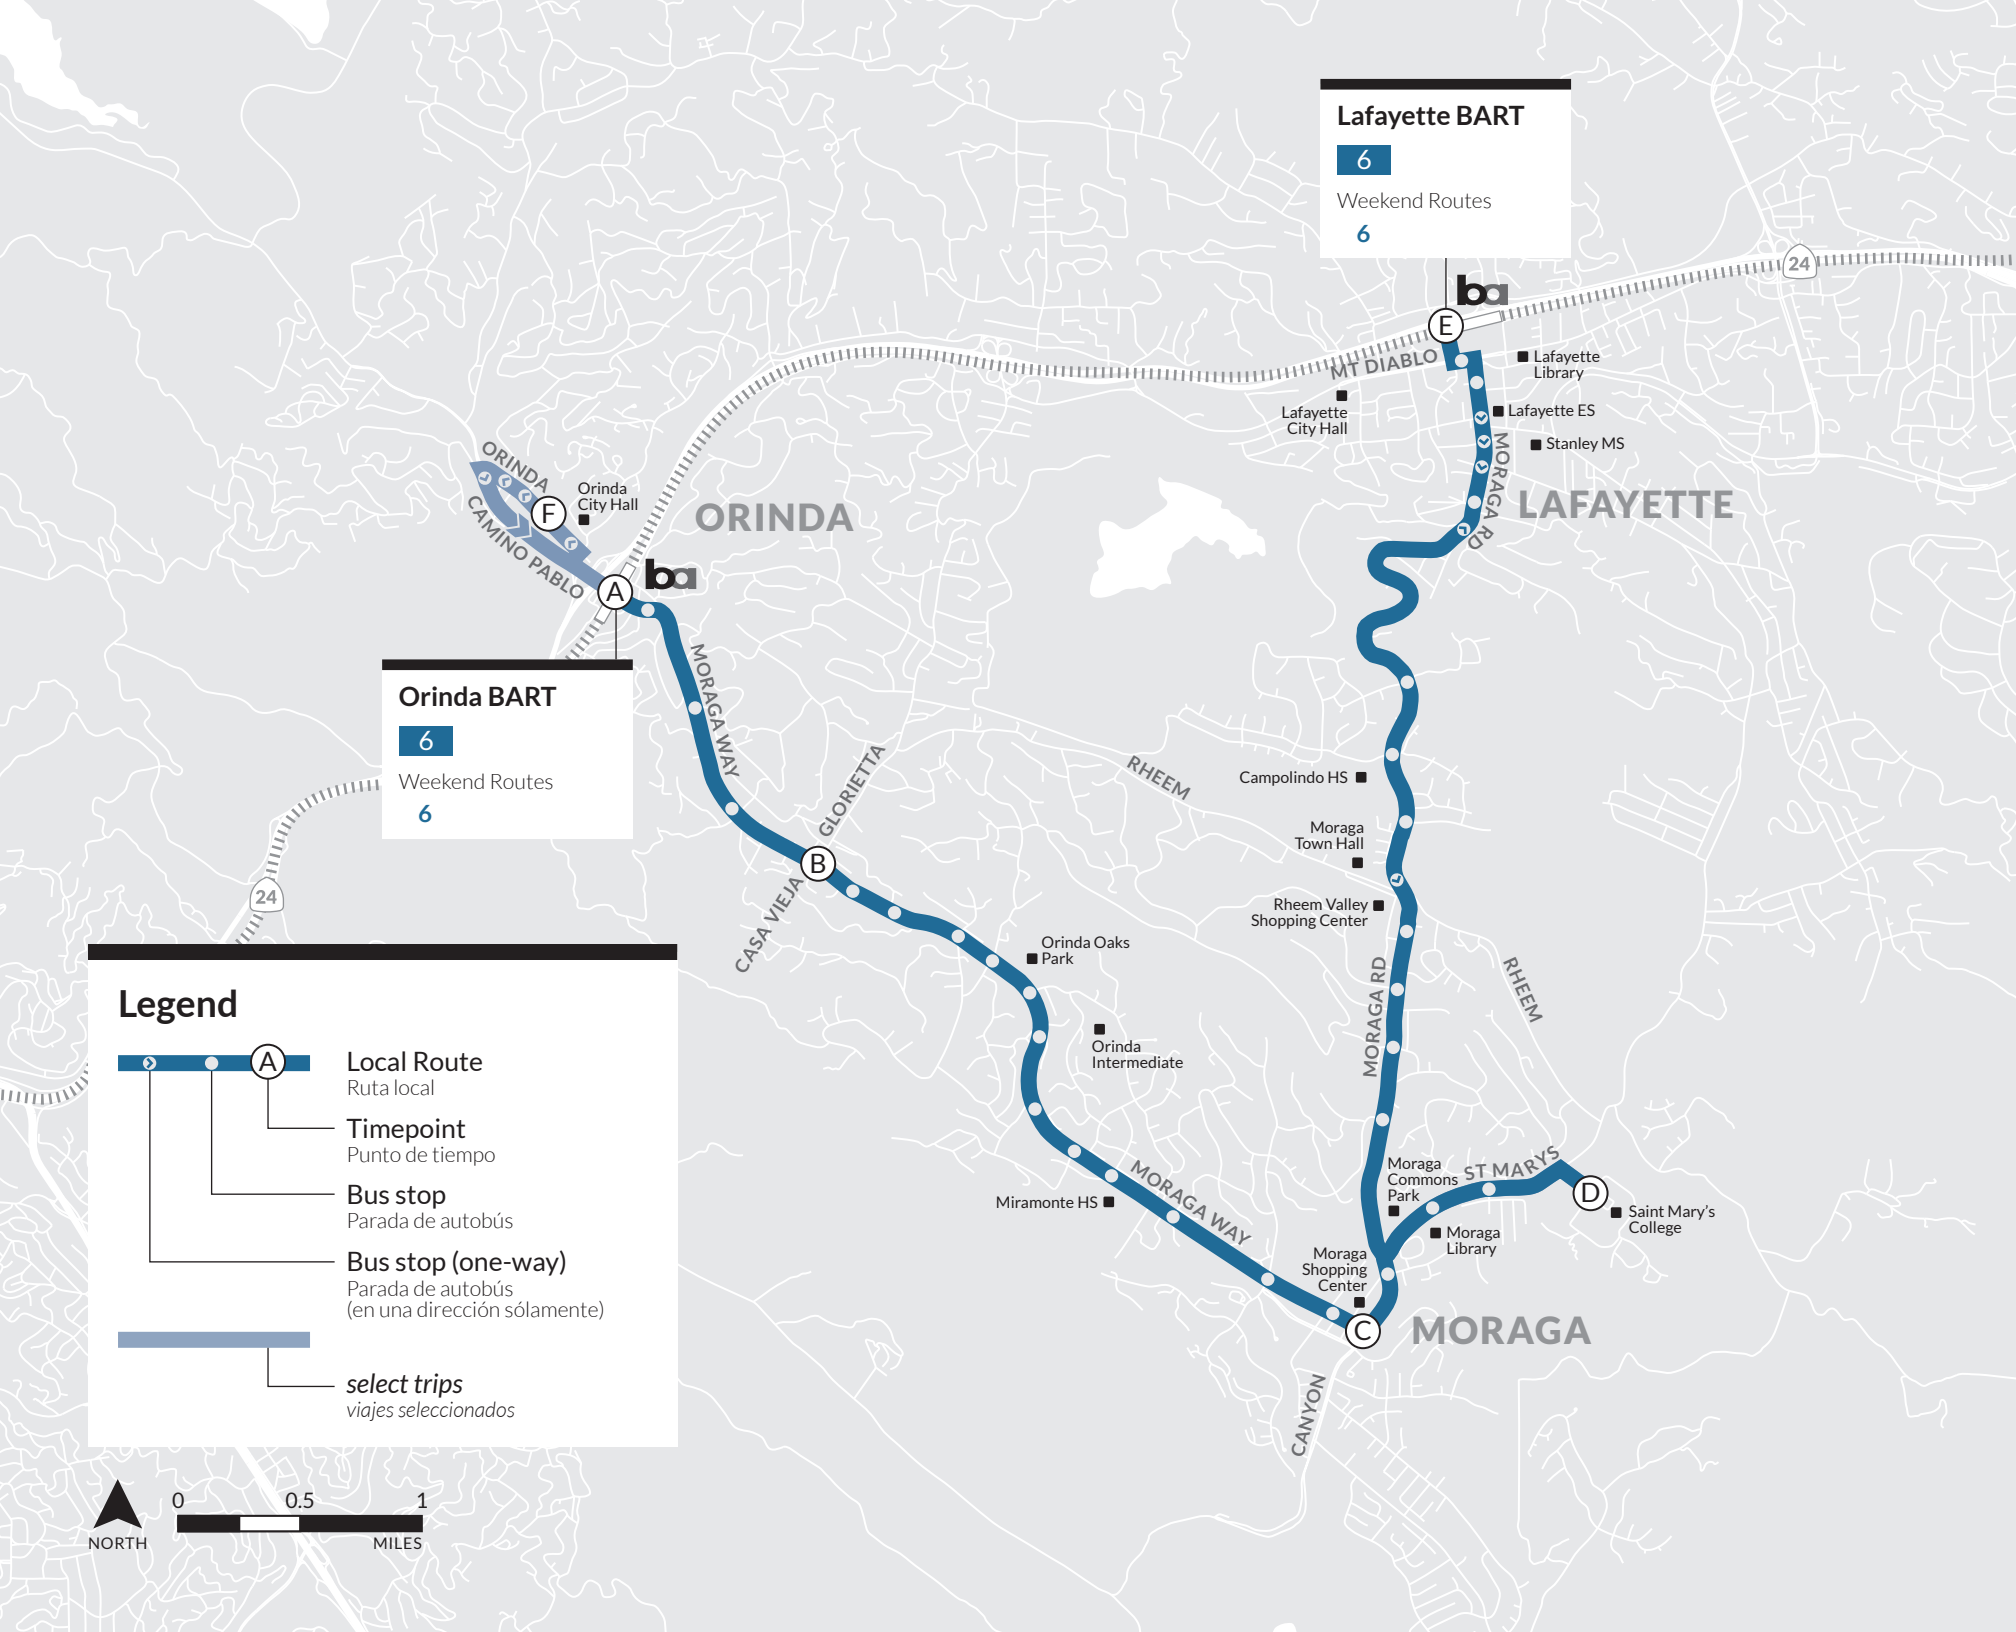 Lafayette BART
6
Weekend Routes
6
24
ba
E
MT DIABLO
Lafayette
Library
Lafayette
City Hall
Lafayette ES
Stanley MS
MORAGA RD
LAFAYETTE
ORINDA
F
Orinda
City Hall
CAMINO PABLO
ORINDA
A
ba
Orinda BART
6
Weekend Routes
6
MORAGA WAY
GLORIETTA
B
CASA VIEJA
24
RHEEM
Campolindo HS
Moraga
Town Hall
Rheem Valley
Shopping Center
Orinda Oaks
Park
MORAGA RD
RHEEM
Orinda
Intermediate
Miramonte HS
MORAGA WAY
Moraga
Commons
Park
ST MARYS
D
Saint Mary's
College
Moraga
Library
Moraga
Shopping
Center
C
MORAGA
CANYON
Legend
A
Local Route
Ruta local
Timepoint
Punto de tiempo
Bus stop
Parada de autobús
Bus stop (one-way)
Parada de autobús
(en una dirección sólamente)
select trips
viajes seleccionados
0 0.5 1
NORTH
MILES